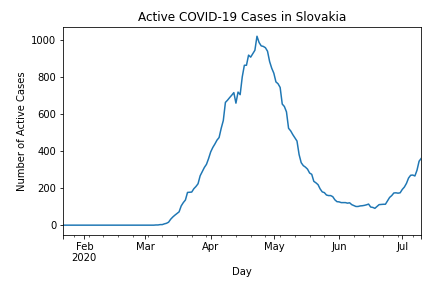 Active COVID-19 Cases in Slovakia
Number of Active Cases
1000
800
600
400
200
0
Feb
2020
Mar
Apr
May
Jun
Jul
Day